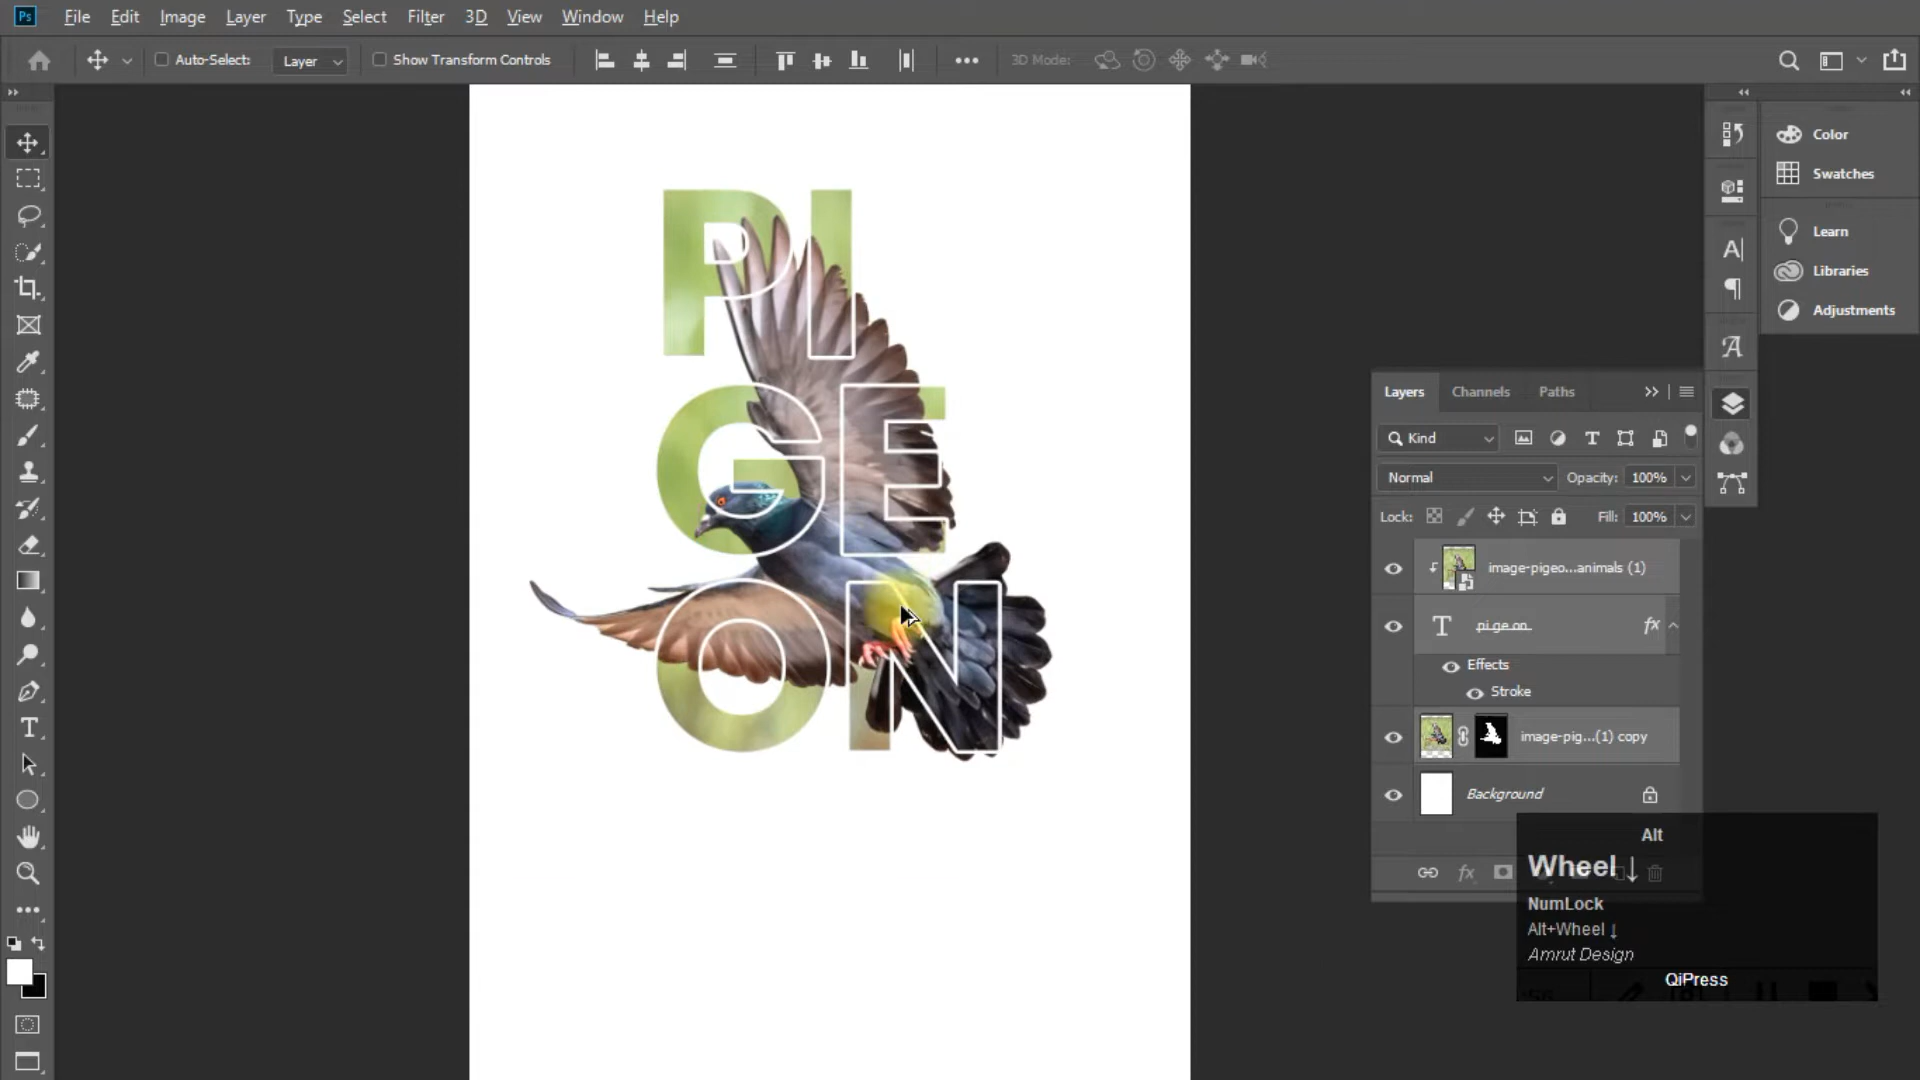 Ps
File Edit Image Layer Type Select Filter 3D View Window Help
Auto-Select: Layer Show Transform Controls 3D Mode:
Color
Swatches
Learn
Libraries
Adjustments
PI
GE
ON
Layers Channels Paths
Kind
Normal Opacity: 100%
Lock: Fill: 100%
image-pigeo...animals (1)
pi ge on
fx
Effects
Stroke
image-pig...(1) copy
Background
fx
Alt
Wheel ↓
NumLock
Alt+Wheel ↓
Amrut Design
QiPress